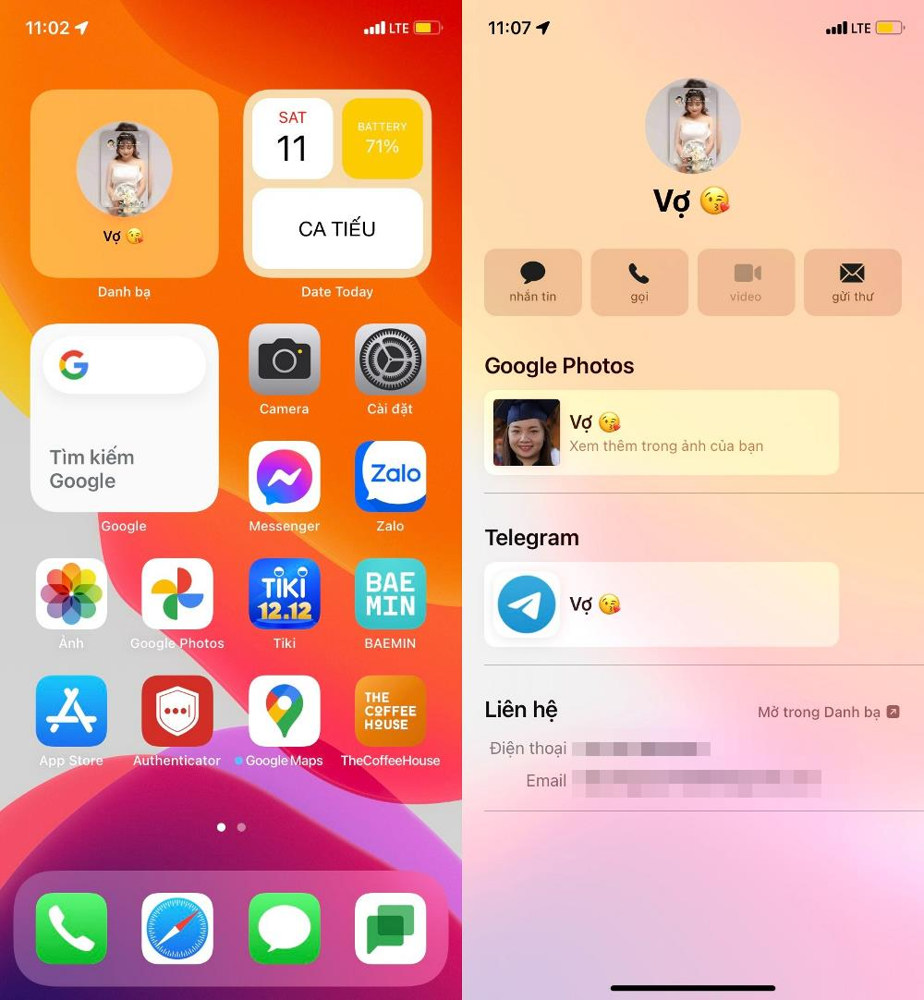 11:02
LTE
Vợ 😘
Danh bạ
SAT
11
BATTERY
71%
CA TIẾU
Date Today
G
Tìm kiếm
Google
Google
Camera
Cài đặt
Messenger
Zalo
Zalo
Ảnh
Google Photos
TIKI
12.12
Tiki
BAE
MIN
BAEMIN
App Store
Authenticator
Google Maps
THE
COFFEE
HOUSE
TheCoffeeHouse
11:07
LTE
Vợ 😘
nhắn tin
gọi
video
gửi thư
Google Photos
Vợ 😘
Xem thêm trong ảnh của bạn
Telegram
Vợ 😘
Liên hệ
Mở trong Danh bạ
Điện thoại
Email